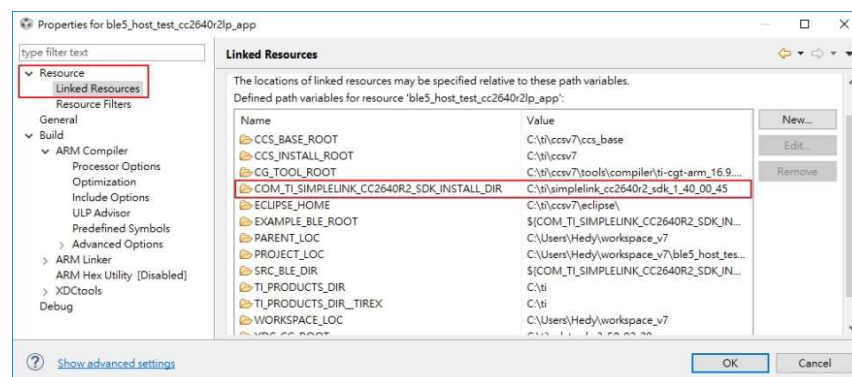 Properties for ble5_host_test_cc2640r2lp_app
type filter text
Resource
Linked Resources
Resource Filters
General
Build
ARM Compiler
Processor Options
Optimization
Include Options
ULP Advisor
Predefined Symbols
Advanced Options
ARM Linker
ARM Hex Utility [Disabled]
XDCtools
Debug
Linked Resources
The locations of linked resources may be specified relative to these path variables.
Defined path variables for resource 'ble5_host_test_cc2640r2lp_app':
Name Value
CCS_BASE_ROOT C:\ti\ccsv7\ccs_base
CCS_INSTALL_ROOT C:\ti\ccsv7
CG_TOOL_ROOT C:\ti\ccsv7\tools\compiler\ti-cgt-arm_16.9....
COM_TI_SIMPLELINK_CC2640R2_SDK_INSTALL_DIR C:\ti\simplelink_cc2640r2_sdk_1_40_00_45
ECLIPSE_HOME C:\ti\ccsv7\eclipse\
EXAMPLE_BLE_ROOT ${COM_TI_SIMPLELINK_CC2640R2_SDK_IN...
PARENT_LOC C:\Users\Hedy\workspace_v7
PROJECT_LOC C:\Users\Hedy\workspace_v7\ble5_host_tes...
SRC_BLE_DIR ${COM_TI_SIMPLELINK_CC2640R2_SDK_IN...
TI_PRODUCTS_DIR C:\ti
TI_PRODUCTS_DIR__TIREX C:\ti
WORKSPACE_LOC C:\Users\Hedy\workspace_v7
New...
Edit...
Remove
Show advanced settings
OK
Cancel